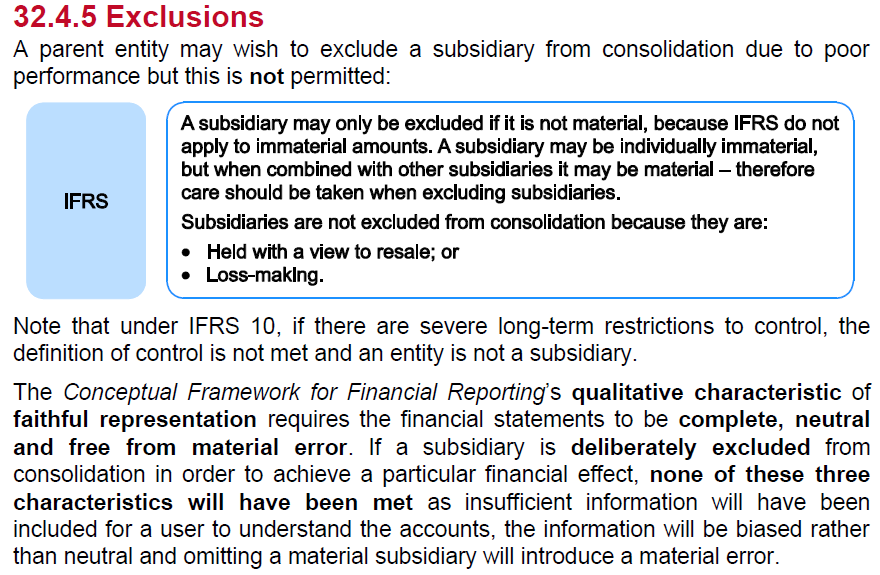 32.4.5 Exclusions
A parent entity may wish to exclude a subsidiary from consolidation due to poor
performance but this is not permitted:
IFRS
A subsidiary may only be excluded if it is not material, because IFRS do not
apply to immaterial amounts. A subsidiary may be individually immaterial,
but when combined with other subsidiaries it may be material – therefore
care should be taken when excluding subsidiaries.
Subsidiaries are not excluded from consolidation because they are:
• Held with a view to resale; or
• Loss-making.
Note that under IFRS 10, if there are severe long-term restrictions to control, the
definition of control is not met and an entity is not a subsidiary.
The Conceptual Framework for Financial Reporting's qualitative characteristic of
faithful representation requires the financial statements to be complete, neutral
and free from material error. If a subsidiary is deliberately excluded from
consolidation in order to achieve a particular financial effect, none of these three
characteristics will have been met as insufficient information will have been
included for a user to understand the accounts, the information will be biased rather
than neutral and omitting a material subsidiary will introduce a material error.